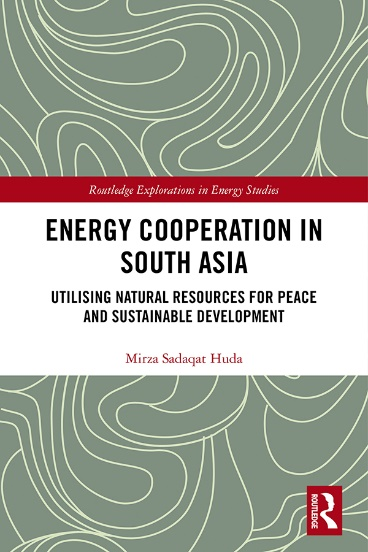 Routledge Explorations in Energy Studies
ENERGY COOPERATION IN
SOUTH ASIA
UTILISING NATURAL RESOURCES FOR PEACE
AND SUSTAINABLE DEVELOPMENT
Mirza Sadaqat Huda
R
ROUTLEDGE